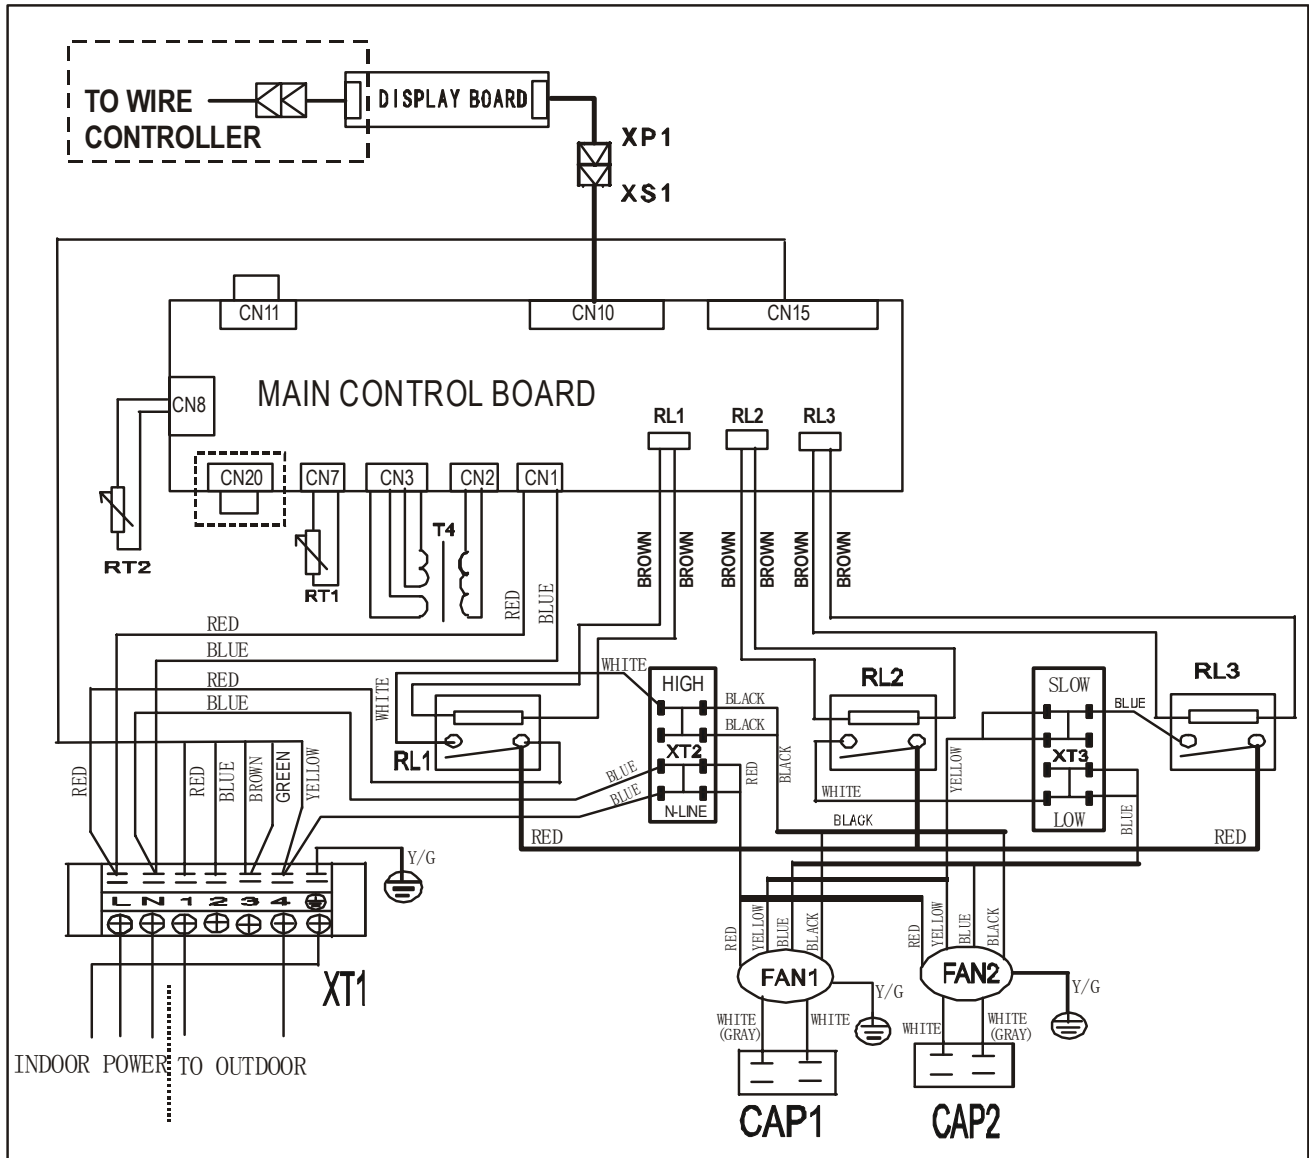 TO WIRE
CONTROLLER
DISPLAY BOARD
XP1
XS1
CN11
CN10
CN15
CN8
MAIN CONTROL BOARD
RL1
RL2
RL3
CN20
CN7
CN3
CN2
CN1
RT2
RT1
T4
RED
BLUE
BROWN
BROWN
BROWN
BROWN
BROWN
BROWN
RED
BLUE
RED
BLUE
WHITE
WHITE
RL1
HIGH
XT2
N-LINE
BLACK
BLACK
BLUE
BLUE
RED
BLACK
RL2
WHITE
BLACK
YELLOW
SLOW
XT3
LOW
BLUE
BLUE
RL3
RED
RED
RED
RED
BLUE
BROWN
GREEN
YELLOW
Y/G
L N 1 2 3 4
XT1
INDOOR POWER
TO OUTDOOR
RED
YELLOW
BLUE
BLACK
RED
YELLOW
BLUE
BLACK
FAN1
FAN2
Y/G
Y/G
WHITE
(GRAY)
WHITE
WHITE
WHITE
(GRAY)
CAP1
CAP2